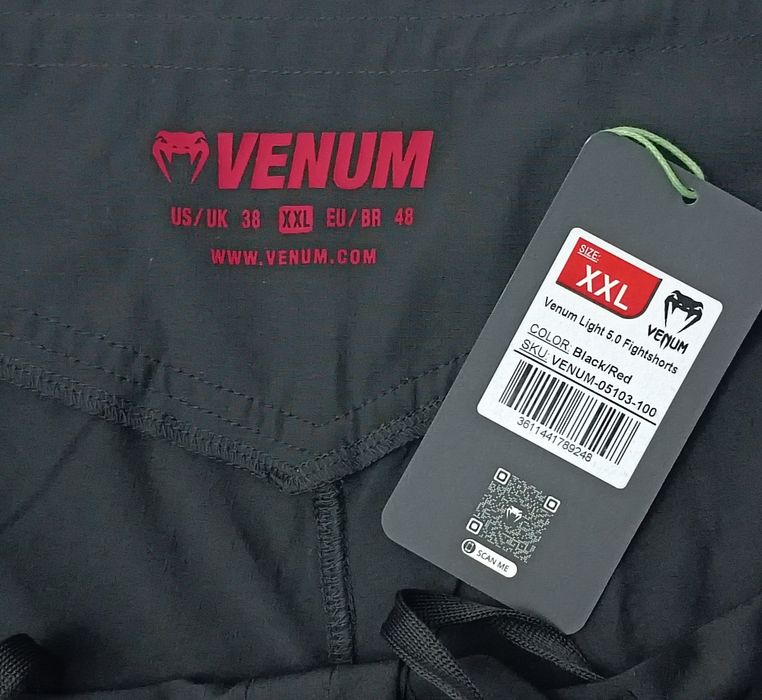 VENUM
US/UK 38 XXL EU/BR 48
WWW.VENUM.COM
SIZE:
XXL
VENUM
Venum Light 5.0 Fightshorts
COLOR: Black/Red
SKU: VENUM-05103-100
3611441789248
SCAN ME